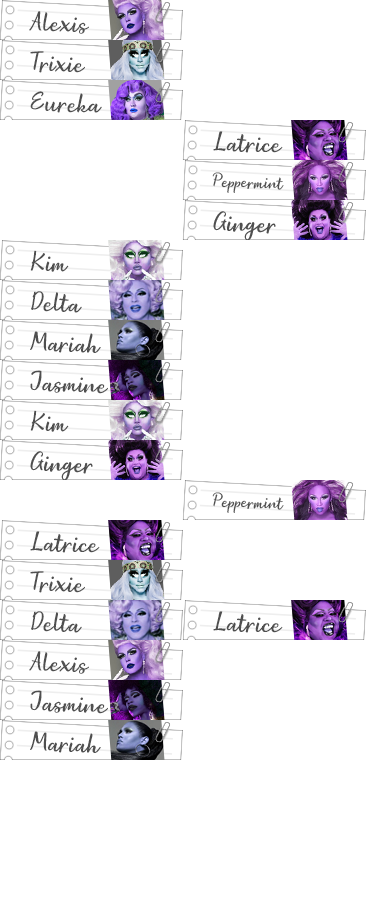 Alexis
Trixie
Eureka
Latrice
Peppermint
Ginger
Kim
Delta
Mariah
Jasmine
Kim
Ginger
Peppermint
Latrice
Trixie
Delta Latrice
Alexis
Jasmine
Mariah